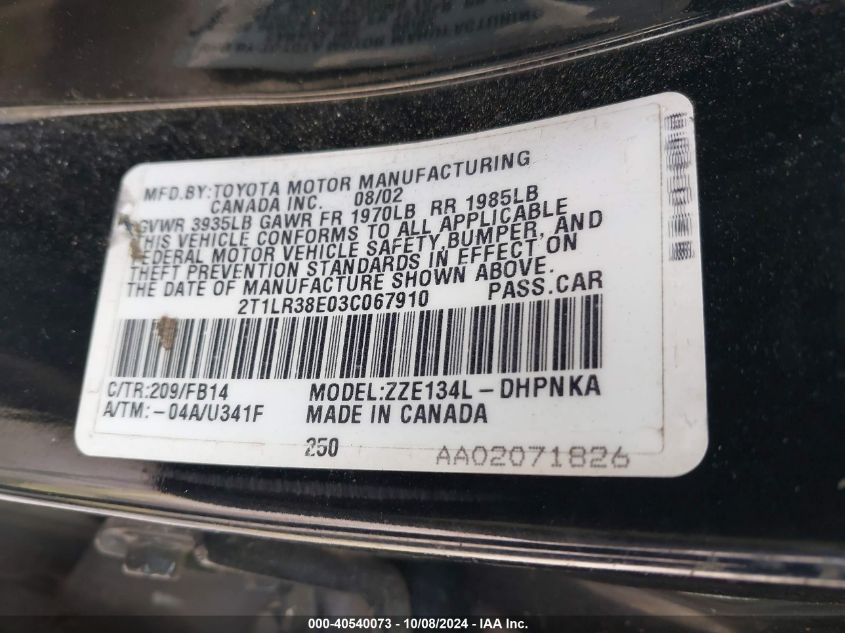 MFD.BY:TOYOTA MOTOR MANUFACTURING
CANADA INC. 08/02
GVWR 3935LB GAWR FR 1970LB RR 1985LB
THIS VEHICLE CONFORMS TO ALL APPLICABLE
FEDERAL MOTOR VEHICLE SAFETY,BUMPER, AND
THEFT PREVENTION STANDARDS IN EFFECT ON
THE DATE OF MANUFACTURE SHOWN ABOVE.
2T1LR38E03C067910 PASS.CAR
C/TR:209/FB14 MODEL:ZZE134L-DHPNKA
A/TM:-04A/U341F MADE IN CANADA
250 AA02071826
000-40540073 - 10/08/2024 - IAA Inc.